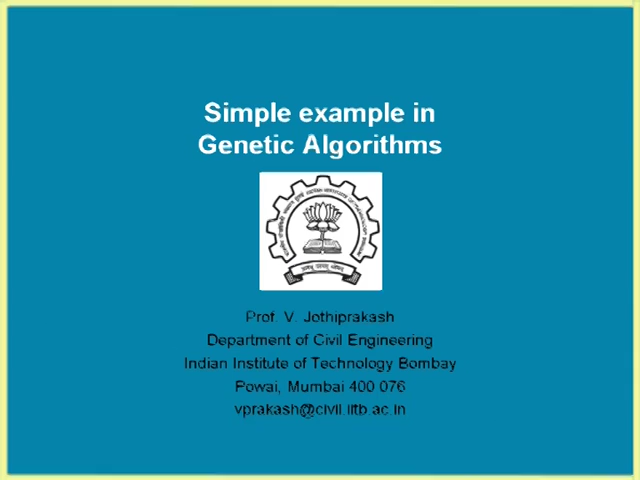 Simple example in
Genetic Algorithms
Prof. V. Jothiprakash
Department of Civil Engineering
Indian Institute of Technology Bombay
Powai, Mumbai 400 076
vprakash@civil.iitb.ac.in